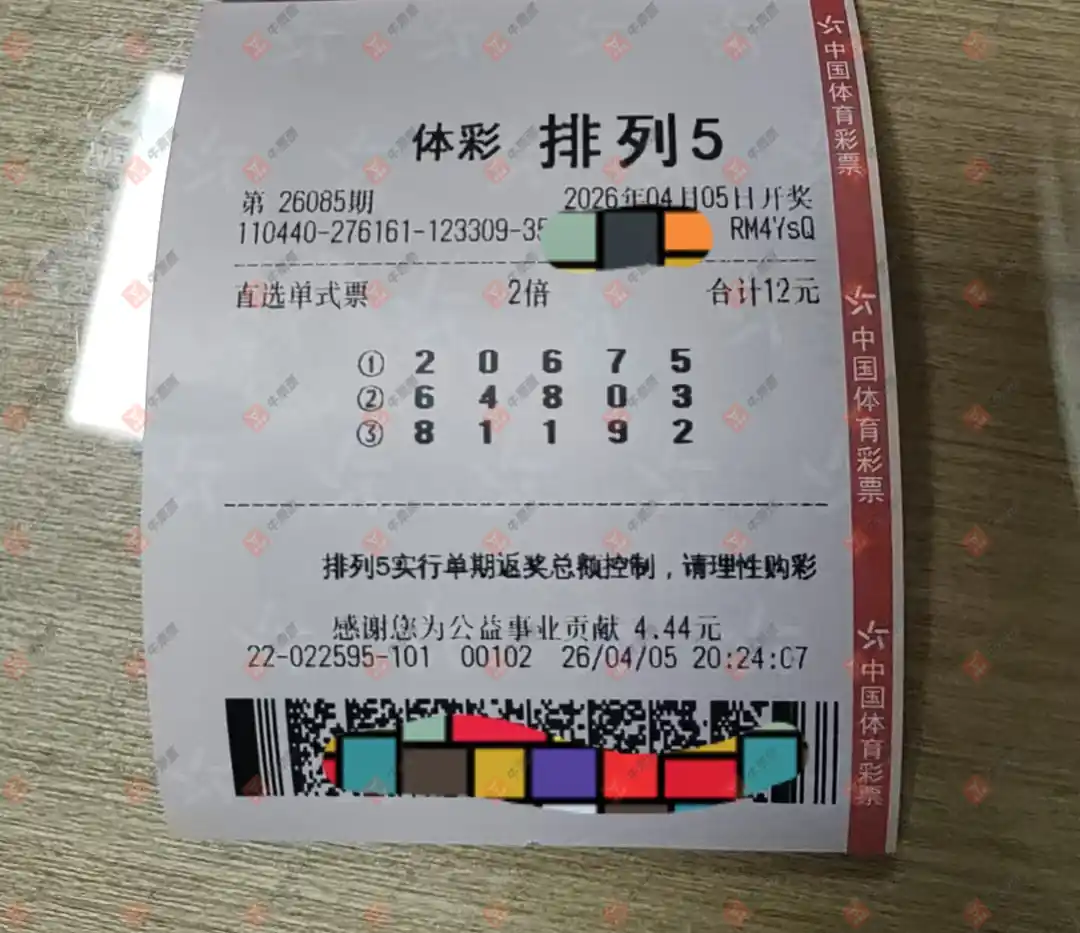 体彩 排列5
第 26085期 2026年04月05日开奖
110440-276161-123309-35 RM4YsQ
直选单式票 2倍 合计12元
① 2 0 6 7 5
② 6 4 8 0 3
③ 8 1 1 9 2
排列5实行单期返奖总额控制，请理性购彩
感谢您为公益事业贡献 4.44元
22-022595-101 00102 26/04/05 20:24:07
中国体育彩票
中国体育彩票
中国体育彩票